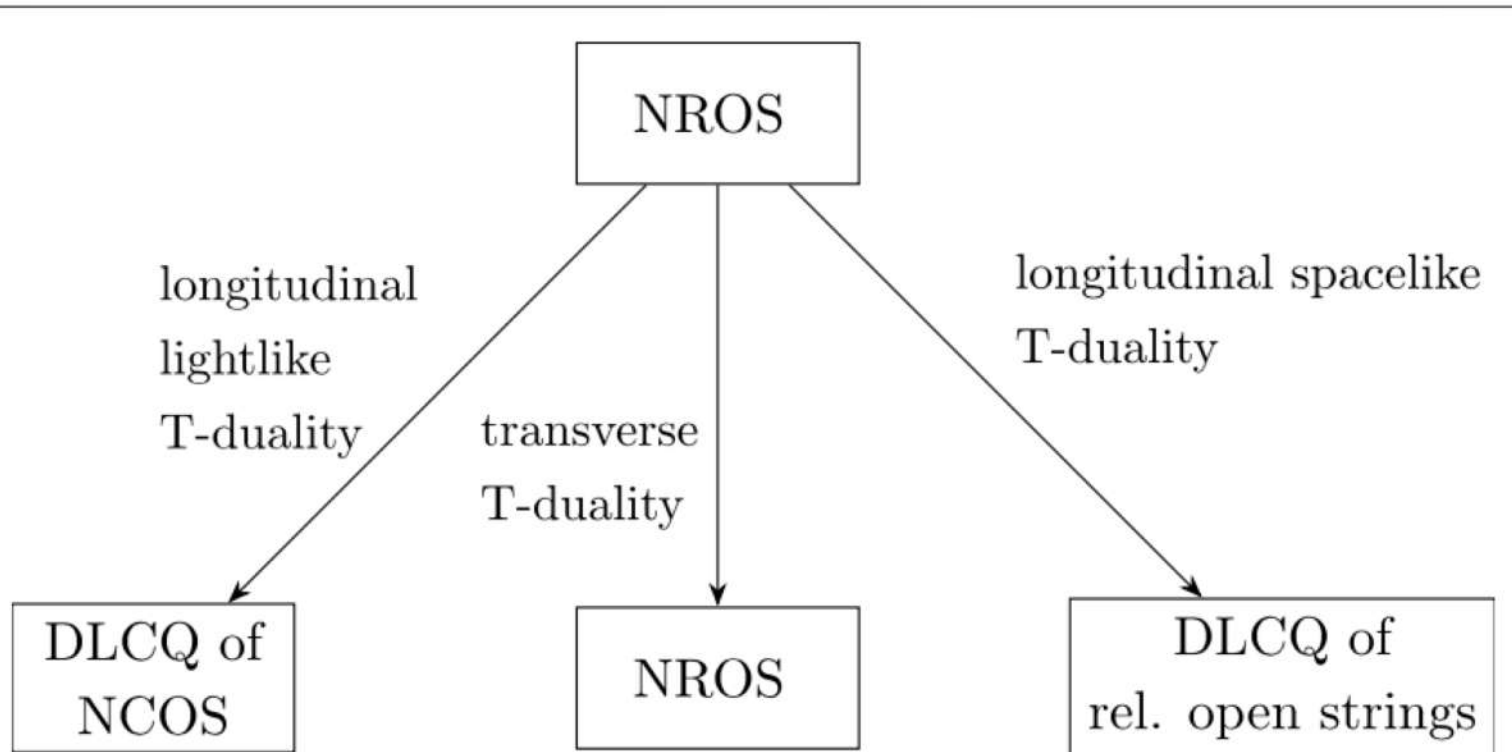 NROS
longitudinal
lightlike
T-duality
transverse
T-duality
longitudinal spacelike
T-duality
DLCQ of
NCOS
NROS
DLCQ of
rel. open strings